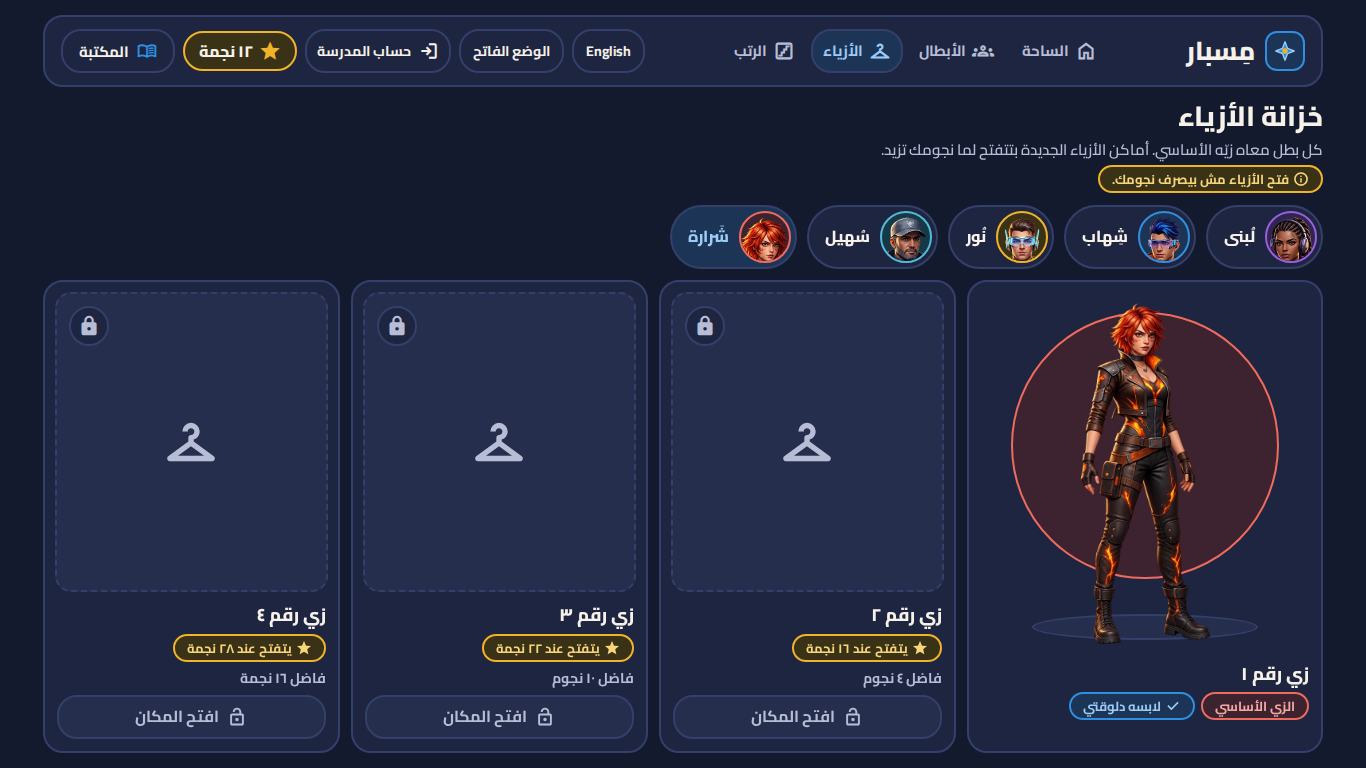 مِسبار
الساحة
الأبطال
الأزياء
الرتب
English
الوضع الفاتح
حساب المدرسة
١٢ نجمة
المكتبة
خزانة الأزياء
كل بطل معاه زيّه الأساسي. أماكن الأزياء الجديدة بتتفتح لما نجومك تزيد.
فتح الأزياء مش بيصرف نجومك.
لُبنى
شِهاب
نُور
سُهيل
شَرارة
زي رقم ١
الزي الأساسي
لابسه دلوقتي
زي رقم ٢
يتفتح عند ١٦ نجمة
فاضل ٤ نجوم
افتح المكان
زي رقم ٣
يتفتح عند ٢٢ نجمة
فاضل ١٠ نجوم
افتح المكان
زي رقم ٤
يتفتح عند ٢٨ نجمة
فاضل ١٦ نجمة
افتح المكان